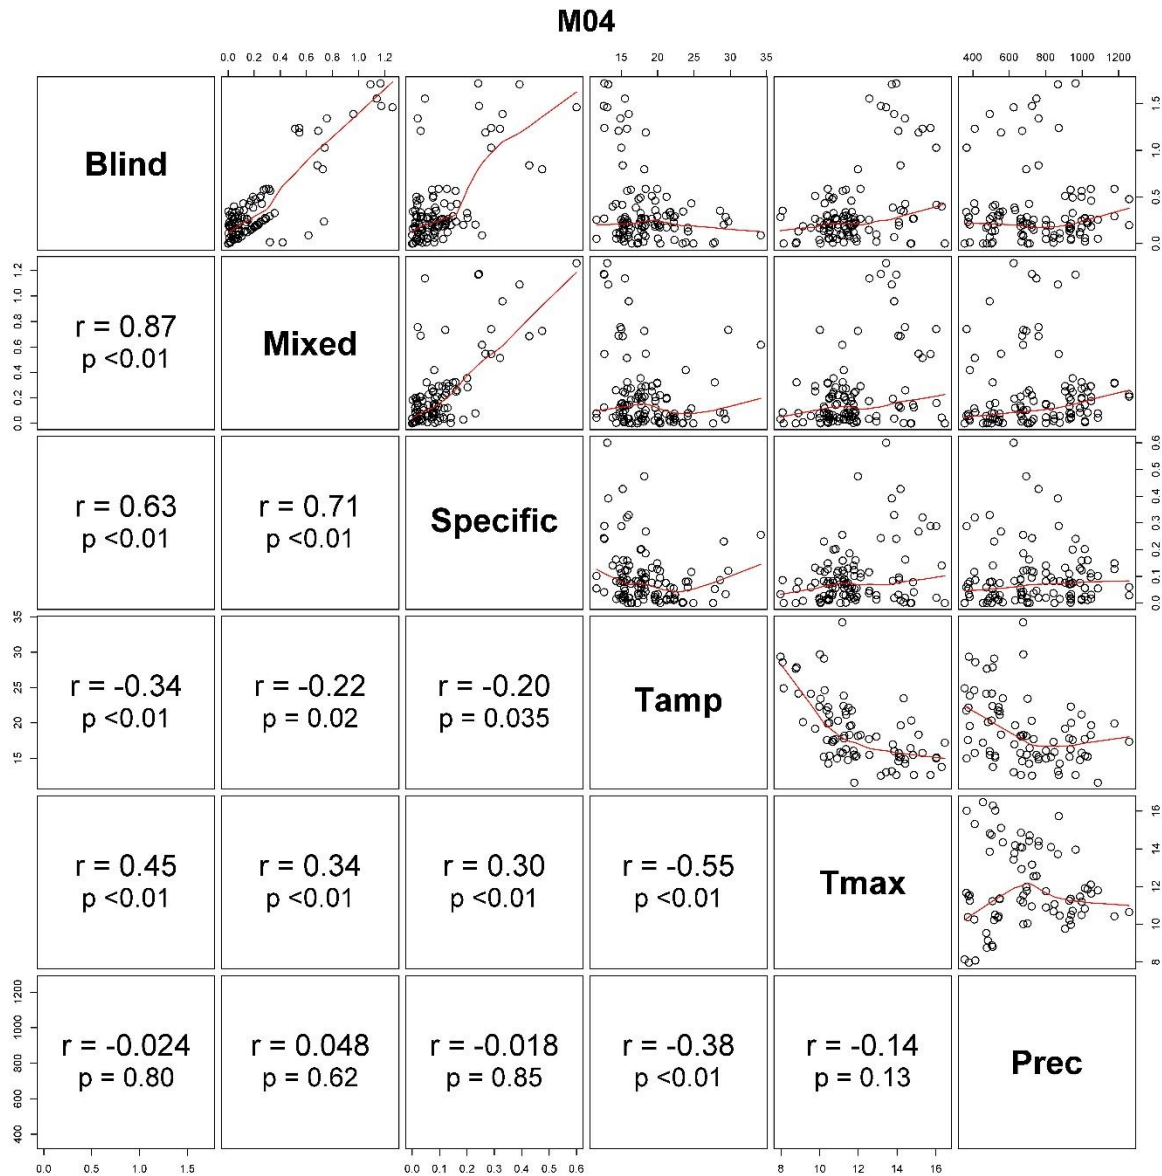 M04
0.0 0.2 0.4 0.6 0.8 1.0 1.2
15 20 25 30 35
400 600 800 1000 1200
Blind
0.0 0.5 1.0 1.5
0.0 0.2 0.4 0.6 0.8 1.0 1.2
r = 0.87
p <0.01
Mixed
r = 0.63
p <0.01
r = 0.71
p <0.01
Specific
0.0 0.1 0.2 0.3 0.4 0.5 0.6
15 20 25 30 35
r = -0.34
p <0.01
r = -0.22
p = 0.02
r = -0.20
p = 0.035
Tamp
r = 0.45
p <0.01
r = 0.34
p <0.01
r = 0.30
p <0.01
r = -0.55
p <0.01
Tmax
8 10 12 14 16
400 600 800 1000 1200
r = -0.024
p = 0.80
r = 0.048
p = 0.62
r = -0.018
p = 0.85
r = -0.38
p <0.01
r = -0.14
p = 0.13
Prec
0.0 0.5 1.0 1.5
0.0 0.1 0.2 0.3 0.4 0.5 0.6
8 10 12 14 16